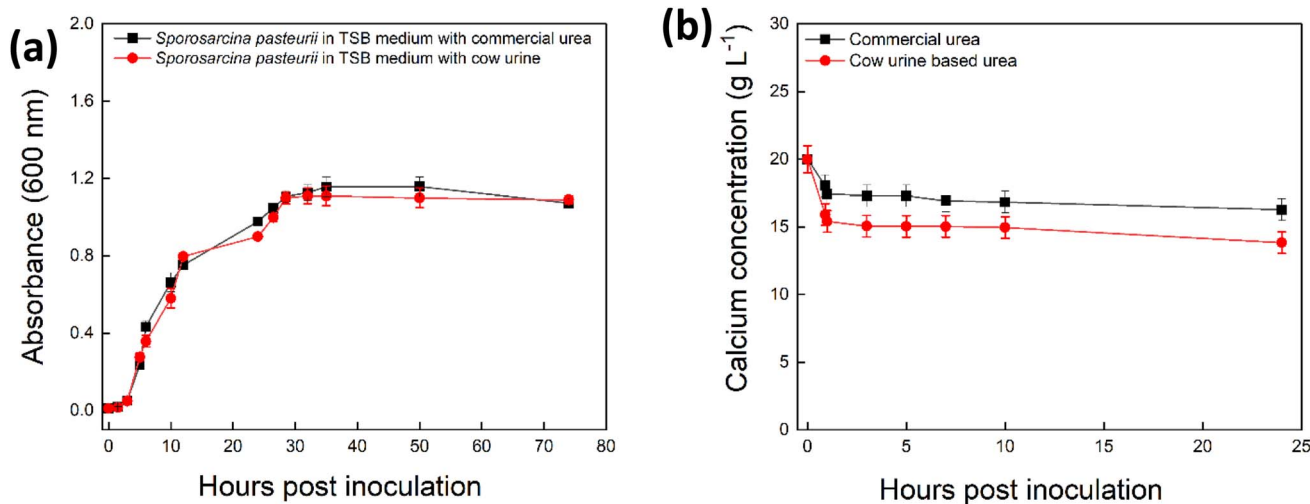 (a)
Sporosarcina pasteurii in TSB medium with commercial urea
Sporosarcina pasteurii in TSB medium with cow urine
2.0
1.6
1.2
0.8
0.4
0.0
Absorbance (600 nm)
0 10 20 30 40 50 60 70 80
Hours post inoculation
(b)
Commercial urea
Cow urine based urea
30
25
20
15
10
5
0
Calcium concentration (g L-1)
0 5 10 15 20 25
Hours post inoculation